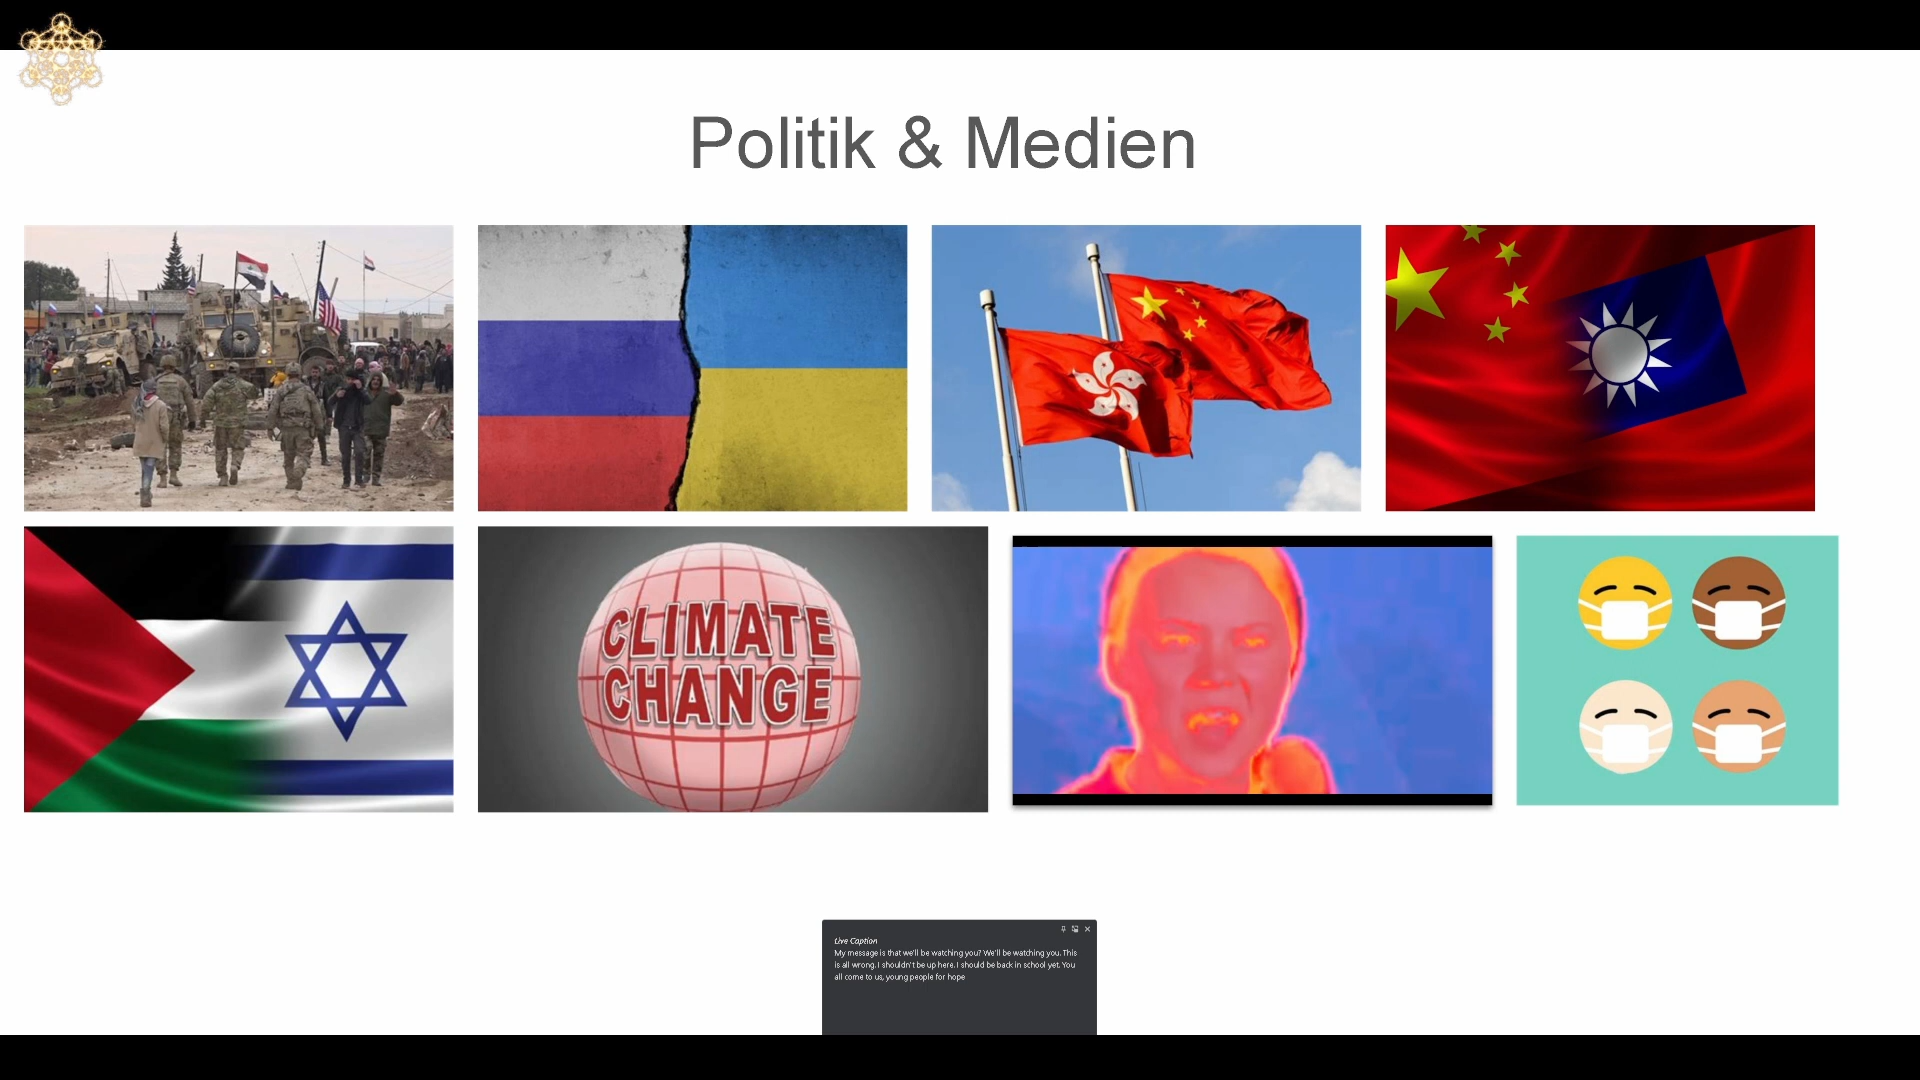 Politik & Medien
CLIMATE
CHANGE
Live Caption
My message is that we'll be watching you? We'll be watching you. This
is all wrong. I shouldn't be up here. I should be back in school yet. You
all come to us, young people for hope